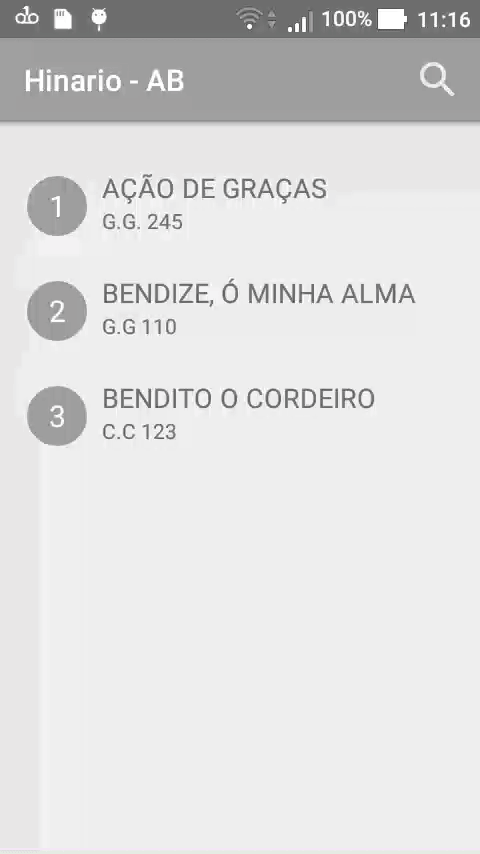 100% 11:16
Hinario - AB
1 AÇÃO DE GRAÇAS
G.G. 245
2 BENDIZE, Ó MINHA ALMA
G.G 110
3 BENDITO O CORDEIRO
C.C 123